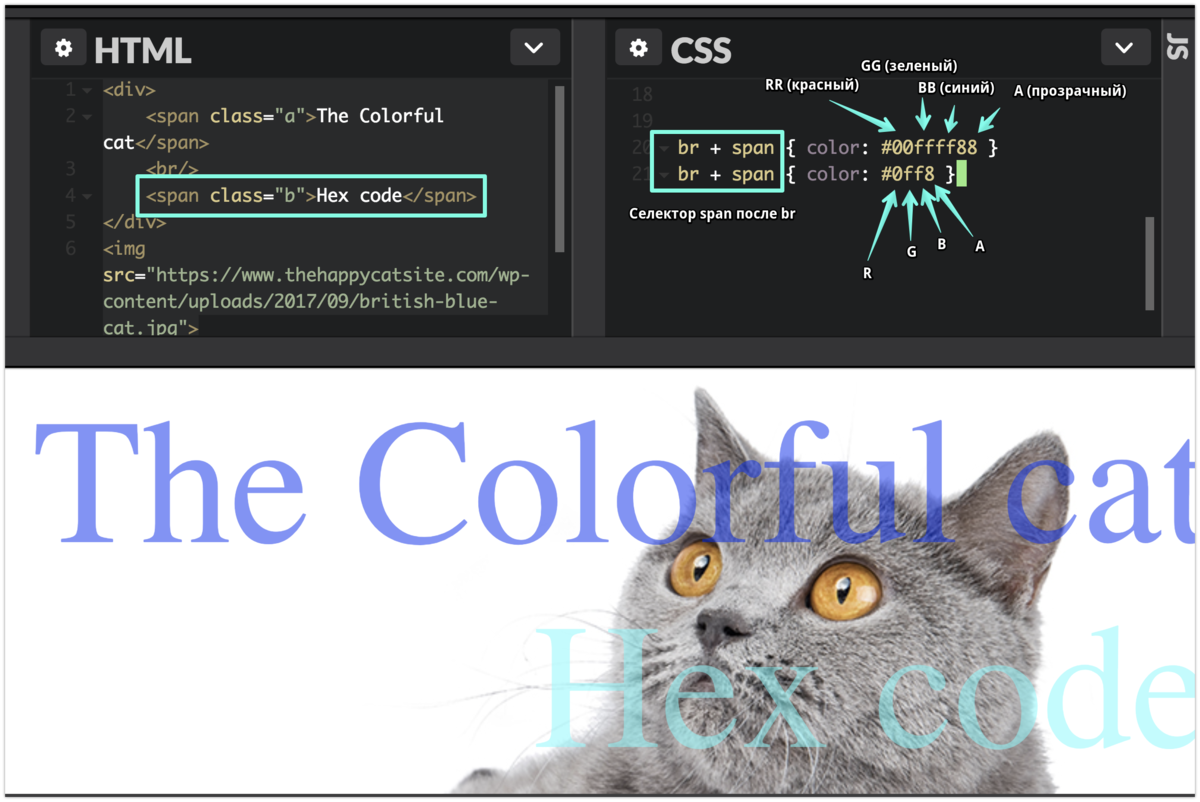 HTML
1 <div>
2 <span class="a">The Colorful
cat</span>
3 <br/>
4 <span class="b">Hex code</span>
5 </div>
6 <img
src="https://www.thehappycatsite.com/wp-
content/uploads/2017/09/british-blue-
cat.jpg">
CSS
JS
GG (зеленый)
RR (красный)
BB (синий)
A (прозрачный)
18
19
20 br + span { color: #00ffff88 }
21 br + span { color: #0ff8 }
Селектор span после br
R
G
B
A
The Colorful cat
Hex code